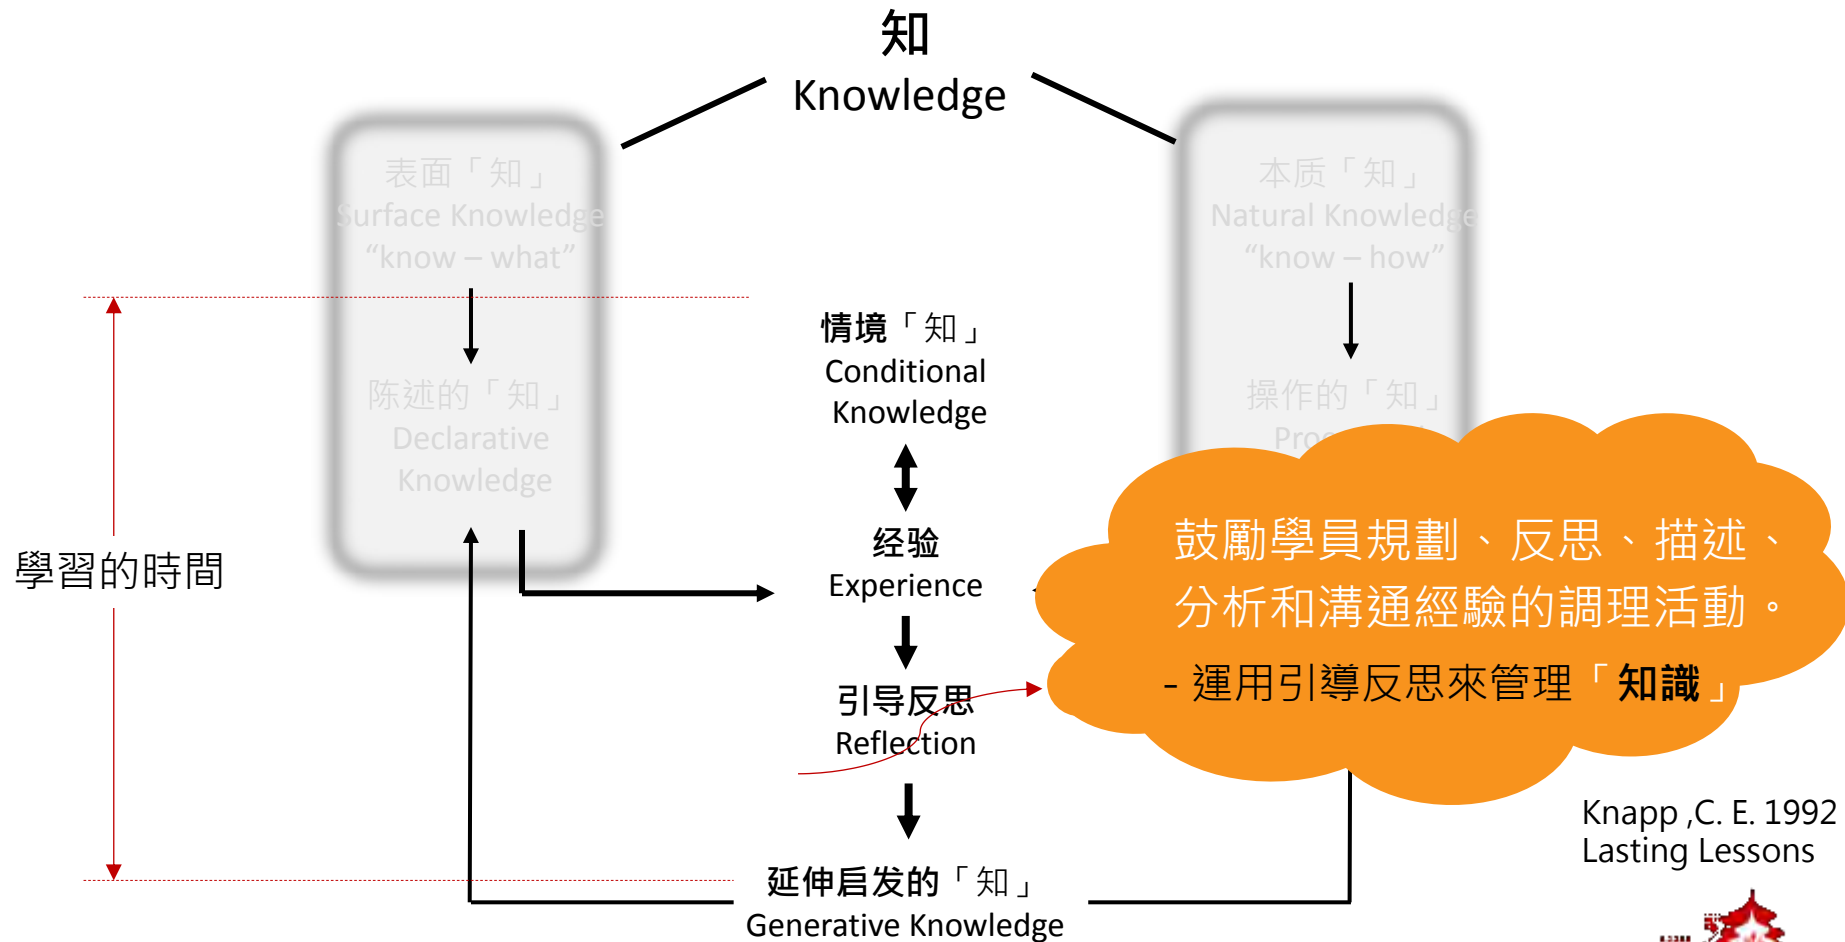 知
Knowledge
表面「知」
Surface Knowledge
“know – what”
陈述的「知」
Declarative
Knowledge
本质「知」
Natural Knowledge
“know – how”
操作的「知」
情境「知」
Conditional
Knowledge
经验
Experience
引导反思
Reflection
延伸启发的「知」
Generative Knowledge
學習的時間
鼓勵學員規劃、反思、描述、
分析和溝通經驗的調理活動。
- 運用引導反思來管理「知識」
Knapp ,C. E. 1992
Lasting Lessons